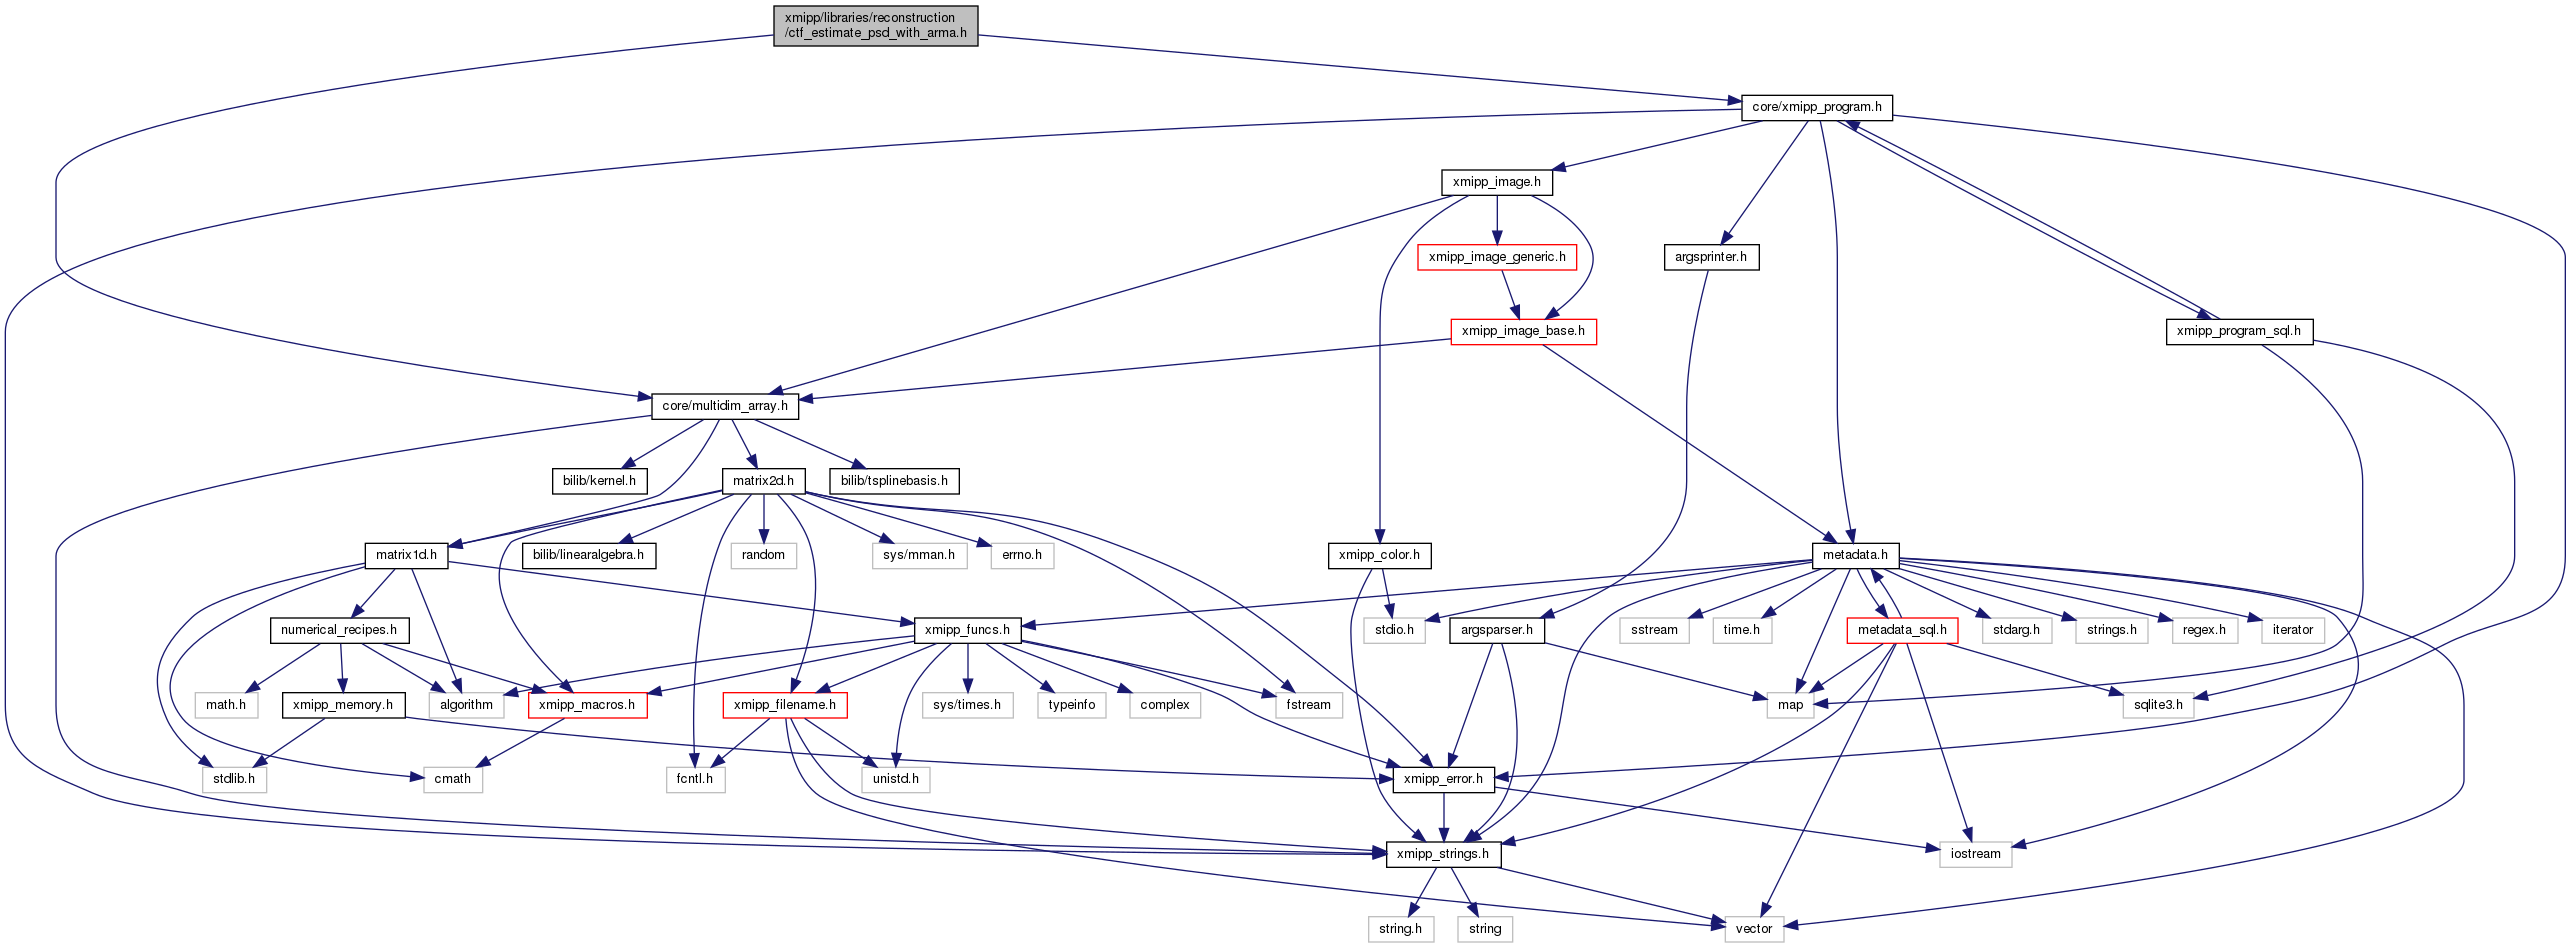 xmipp/libraries/reconstruction
/ctf_estimate_psd_with_arma.h
core/xmipp_program.h
xmipp_image.h
argsprinter.h
xmipp_image_generic.h
xmipp_image_base.h
xmipp_program_sql.h
core/multidim_array.h
bilib/kernel.h
matrix2d.h
bilib/tsplinebasis.h
matrix1d.h
bilib/linearalgebra.h
random
sys/mman.h
errno.h
xmipp_color.h
metadata.h
numerical_recipes.h
xmipp_funcs.h
stdio.h
argsparser.h
sstream
time.h
metadata_sql.h
stdarg.h
strings.h
regex.h
iterator
math.h
xmipp_memory.h
algorithm
xmipp_macros.h
xmipp_filename.h
sys/times.h
typeinfo
complex
fstream
map
sqlite3.h
stdlib.h
cmath
fcntl.h
unistd.h
xmipp_error.h
xmipp_strings.h
iostream
string.h
string
vector